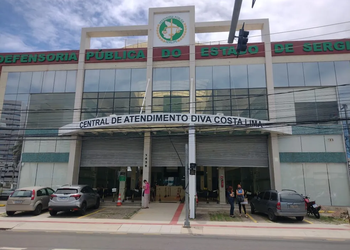 DEFENSORIA PÚBLICA DO ESTADO DE SERGI
CENTRAL DE ATENDIMENTO DIVA COSTA LIMA